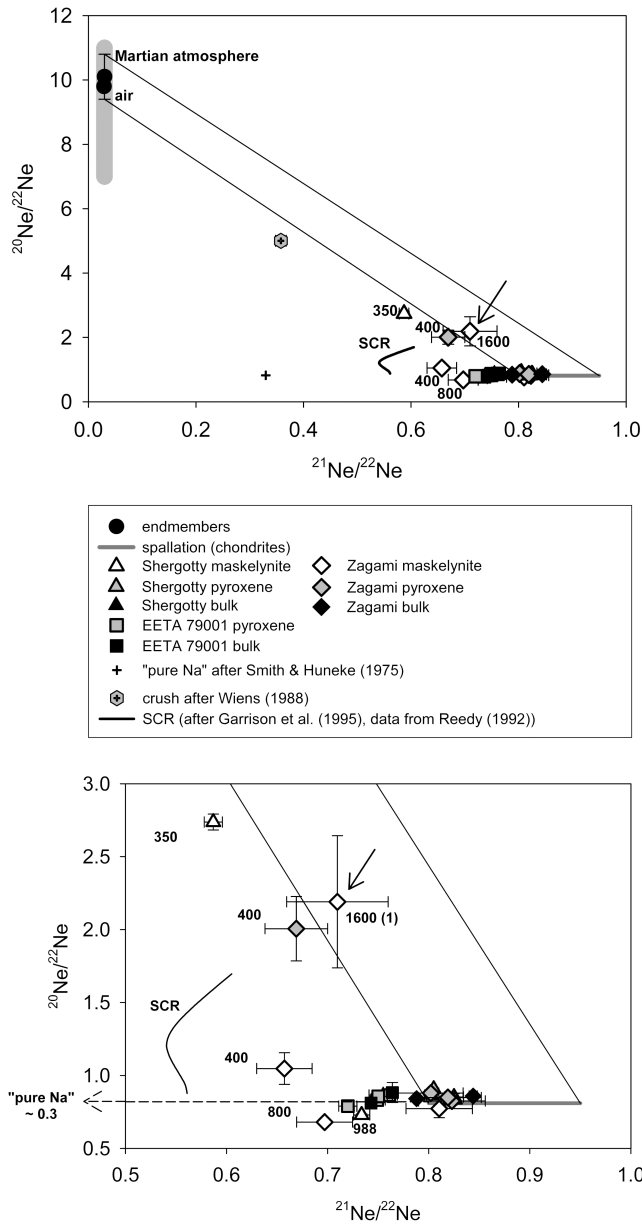 12
10
8
6
4
2
0
20Ne/22Ne
Martian atmosphere
air
350
400
1600
SCR
400
800
0.0
0.2
0.4
0.6
0.8
1.0
21Ne/22Ne
endmembers
spallation (chondrites)
Shergotty maskelynite
Zagami maskelynite
Shergotty pyroxene
Zagami pyroxene
Shergotty bulk
Zagami bulk
EETA 79001 pyroxene
EETA 79001 bulk
"pure Na" after Smith & Huneke (1975)
crush after Wiens (1988)
SCR (after Garrison et al. (1995), data from Reedy (1992))
3.0
2.5
2.0
1.5
1.0
0.5
20Ne/22Ne
350
400
1600 (1)
SCR
400
"pure Na"
~ 0.3
800
988
0.5
0.6
0.7
0.8
0.9
1.0
21Ne/22Ne